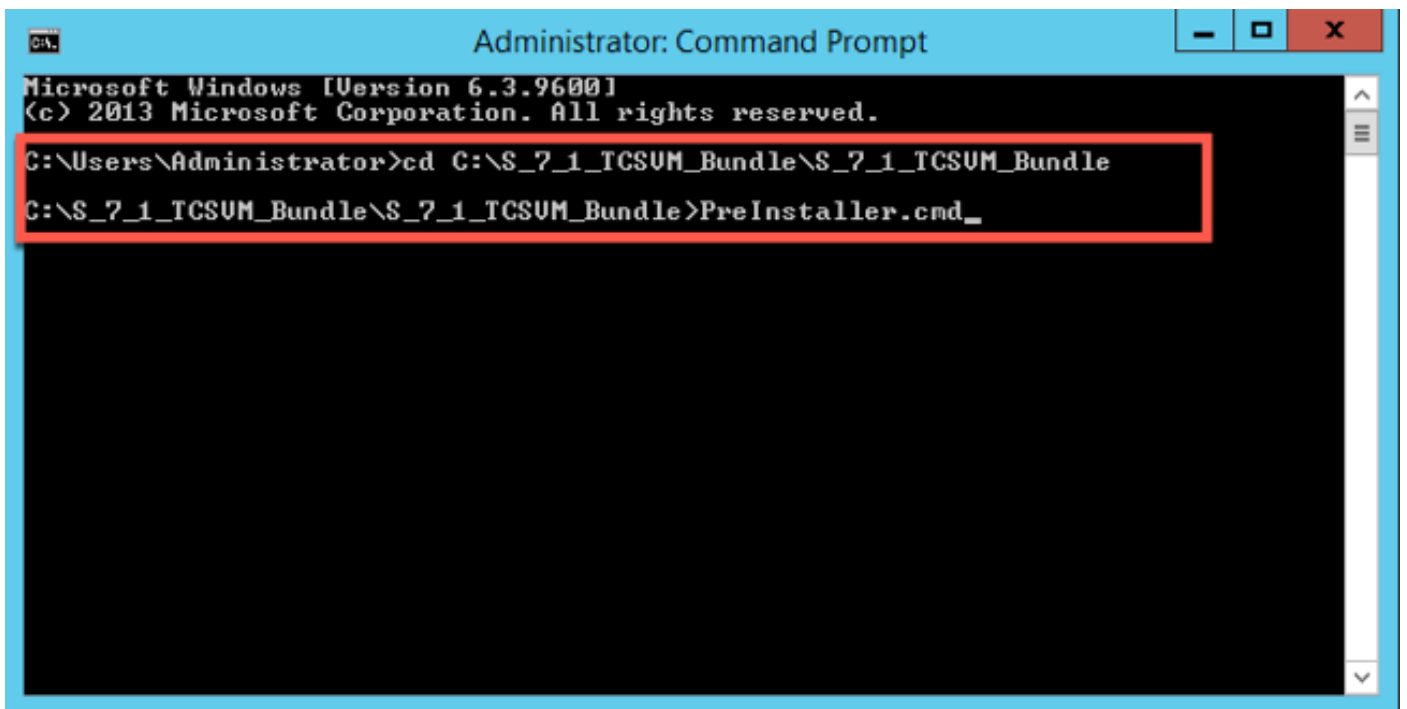 Administrator: Command Prompt
Microsoft Windows [Version 6.3.9600]
(c) 2013 Microsoft Corporation. All rights reserved.
C:\Users\Administrator>cd C:\S_7_1_TCSVM_Bundle\S_7_1_TCSVM_Bundle
C:\S_7_1_TCSVM_Bundle\S_7_1_TCSVM_Bundle>PreInstaller.cmd_